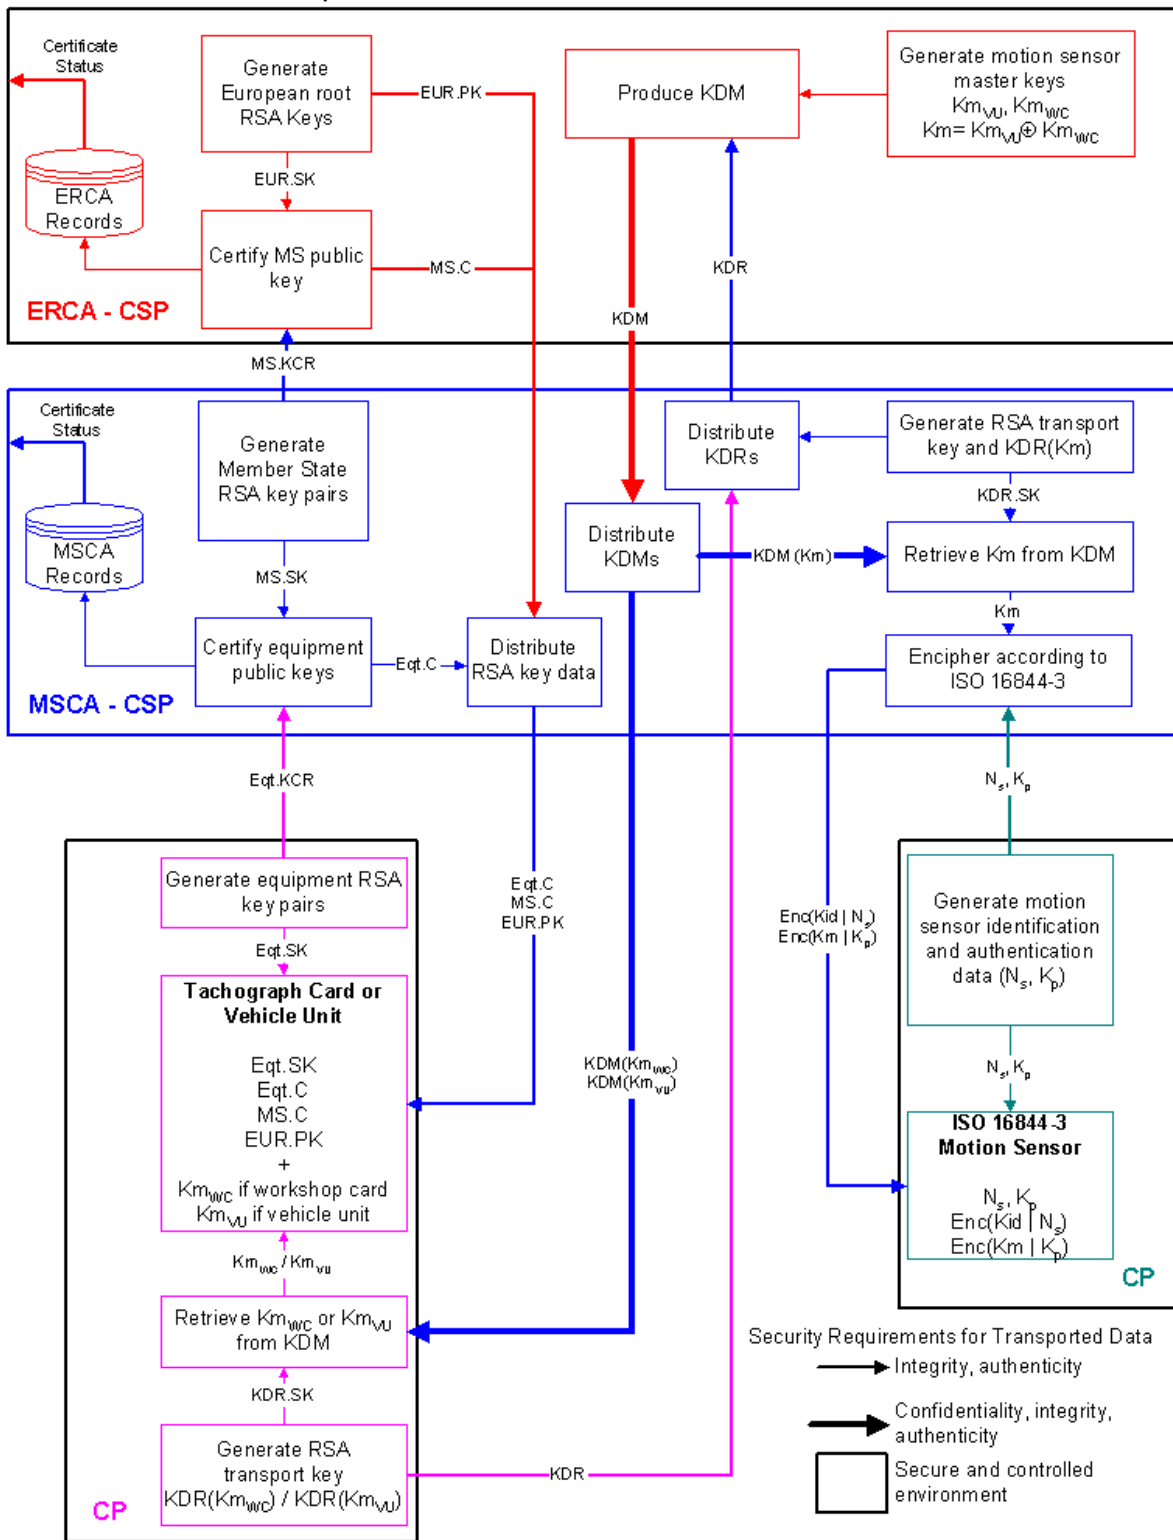 Certificate
Status
Generate
European root
RSA Keys
EUR.PK
Produce KDM
Generate motion sensor
master keys
Km_VU, Km_WC
Km= Km_VU⊕ Km_WC
ERCA
Records
EUR.SK
Certify MS public
key
MS.C
KDR
KDM
ERCA - CSP
MS.KCR
Certificate
Status
Generate
Member State
RSA key pairs
Distribute
KDRs
Generate RSA transport
key and KDR(Km)
KDR.SK
MSCA
Records
MS.SK
Distribute
KDMs
KDM (Km)
Retrieve Km from KDM
Km
Certify equipment
public keys
Eqt.C
Distribute
RSA key data
Encipher according to
ISO 16844-3
MSCA - CSP
Eqt.KCR
N_s, K_p
Generate equipment RSA
key pairs
Eqt.SK
Eqt.C
MS.C
EUR.PK
Enc(Kid | N_s)
Enc(Km | K_p)
Generate motion
sensor identification
and authentication
data (N_s, K_p)
N_s, K_p
Tachograph Card or
Vehicle Unit
Eqt.SK
Eqt.C
MS.C
EUR.PK
+
Km_WC if workshop card
Km_VU if vehicle unit
KDM(Km_WC)
KDM(Km_VU)
ISO 16844-3
Motion Sensor
N_s, K_p
Enc(Kid | N_s)
Enc(Km | K_p)
CP
Km_WC / Km_VU
Retrieve Km_WC or Km_VU
from KDM
KDR.SK
Generate RSA
transport key
KDR(Km_WC) / KDR(Km_VU)
KDR
CP
Security Requirements for Transported Data
Integrity, authenticity
Confidentiality, integrity,
authenticity
Secure and controlled
environment